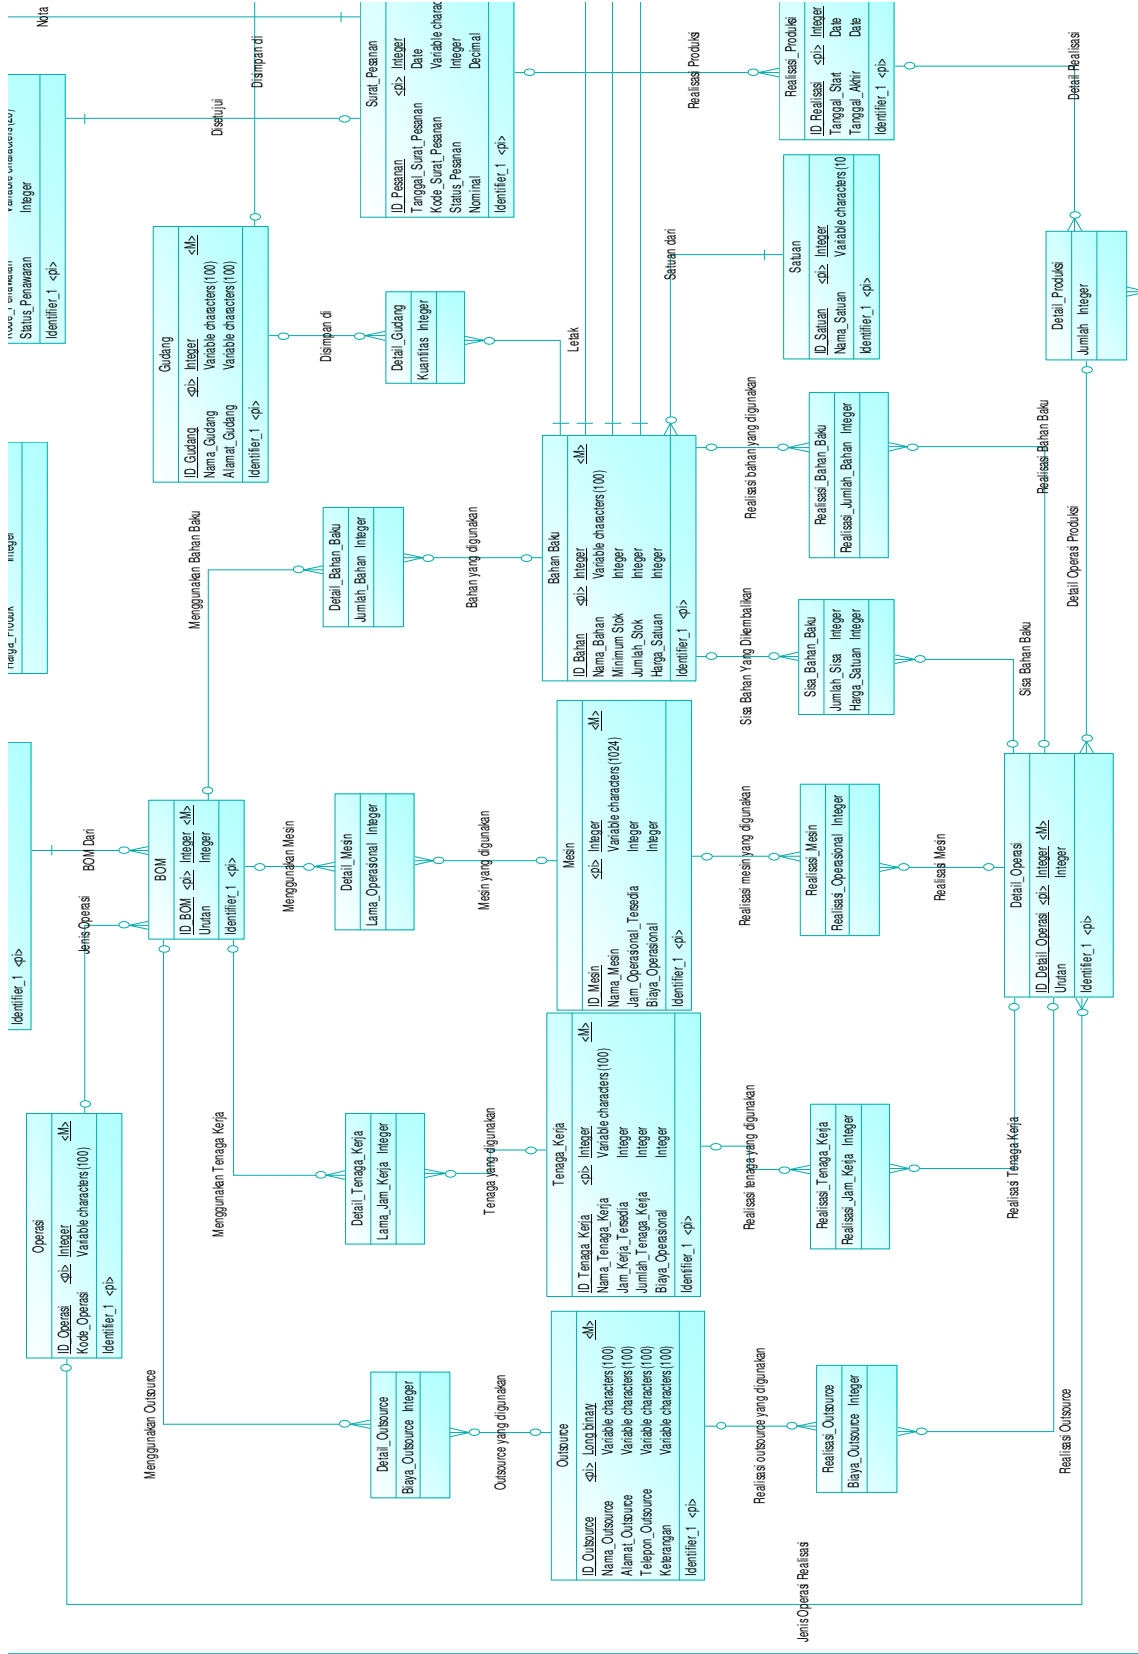 Nota
Disimpan di
Disetujui
Status_Penawaran Integer
Identifier_1 <pi>
Surat_Pesanan
ID_Pesanan <pi> Integer
Tanggal_Surat_Pesanan Date
Kode_Surat_Pesanan
Status_Pesanan Integer
Nominal Decimal
Identifier_1 <pi>
Realisasi Produksi
Realisasi_Produksi
ID_Realisasi <pi> Integer
Tanggal_Start Date
Tanggal_Akhir Date
Identifier_1 <pi>
Detail Realisasi
Gudang
ID_Gudang <pi> Integer <M>
Nama_Gudang Variable characters (100)
Alamat_Gudang Variable characters (100)
Identifier_1 <pi>
Disimpan di
Detail_Gudang
Kuantitas Integer
Letak
Satuan dari
Satuan
ID_Satuan <pi> Integer
Nama_Satuan Variable characters (10
Identifier_1 <pi>
Detail_Produksi
Jumlah Integer
Menggunakan Bahan Baku
Detail_Bahan_Baku
Jumlah_Bahan Integer
Bahan yang digunakan
Bahan Baku
ID_Bahan <pi> Integer <M>
Nama_Bahan Variable characters (100)
Minimum Stok Integer
Jumlah_Stok Integer
Harga_Satuan Integer
Identifier_1 <pi>
Realisasi bahan yang digunakan
Realisasi_Bahan_Baku
Realisasi_Jumlah_Bahan Integer
Realisasi Bahan Baku
Detail Operasi Produksi
Sisa Bahan Yang Dikembalikan
Sisa_Bahan_Baku
Jumlah_Sisa Integer
Harga_Satuan Integer
Sisa Bahan Baku
Identifier_1 <pi>
BOM Dari
Jenis Operasi
BOM
ID_BOM <pi> Integer <M>
Urutan Integer
Identifier_1 <pi>
Menggunakan Mesin
Detail_Mesin
Lama_Operasional Integer
Mesin yang digunakan
Mesin
ID_Mesin <pi> Integer <M>
Nama_Mesin Variable characters (1024)
Jam_Operasional_Tersedia Integer
Biaya_Operasional Integer
Identifier_1 <pi>
Realisasi mesin yang digunakan
Realisasi_Mesin
Realisasi_Operasional Integer
Realisasi Mesin
Detail_Operasi
ID_Detail_Operasi <pi> Integer <M>
Urutan Integer
Identifier_1 <pi>
Operasi
ID_Operasi <pi> Integer <M>
Kode_Operasi Variable characters (100)
Identifier_1 <pi>
Menggunakan Tenaga Kerja
Detail_Tenaga_Kerja
Lama_Jam_Kerja Integer
Tenaga yang digunakan
Tenaga_Kerja
ID_Tenaga_Kerja <pi> Integer <M>
Nama_Tenaga_Kerja Variable characters (100)
Jam_Kerja_Tersedia Integer
Jumlah_Tenaga_Kerja Integer
Biaya_Operasional Integer
Identifier_1 <pi>
Realisasi tenaga yang digunakan
Realisasi_Tenaga_Kerja
Realisasi_Jam_Kerja Integer
Realisasi Tenaga Kerja
Menggunakan Outsource
Detail_Outsource
Biaya_Outsource Integer
Outsource yang digunakan
Outsource
ID_Outsource <pi> Long binary <M>
Nama_Outsource Variable characters (100)
Alamat_Outsource Variable characters (100)
Telepon_Outsource Variable characters (100)
Keterangan Variable characters (100)
Identifier_1 <pi>
Realisasi outsource yang digunakan
Realisasi_Outsource
Biaya_Outsource Integer
Realisasi Outsource
Jenis Operasi Realisasi